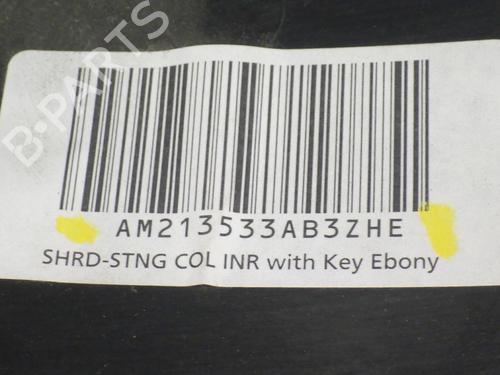 B-PARTS
AM213533AB3ZHE
SHRD-STNG COL INR with Key Ebony